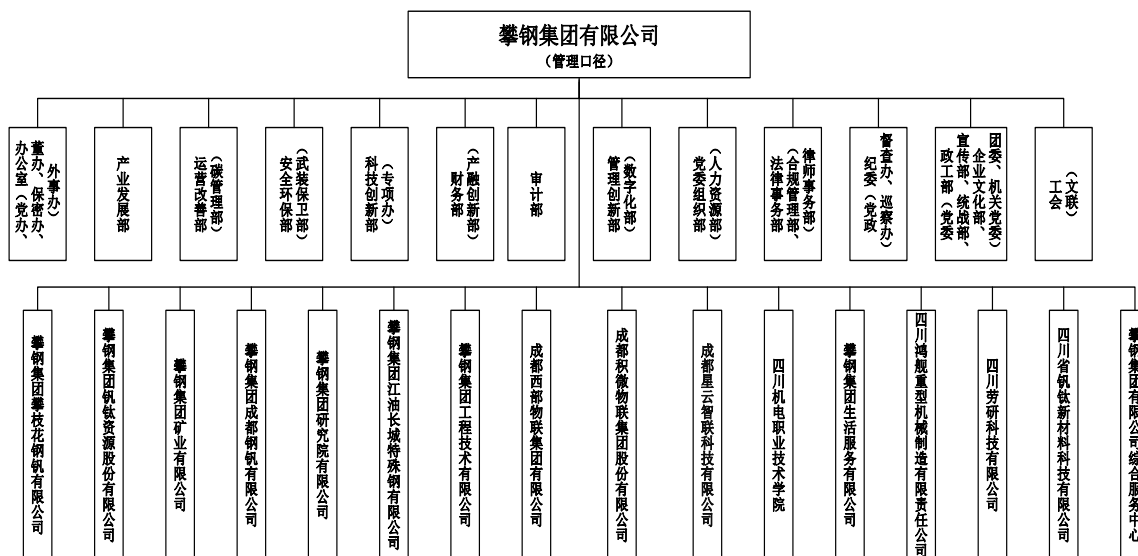 攀钢集团有限公司
（管理口径）
办公室（党办、
董办、保密办、
外事办）
产业发展部
运营改善部
（碳管理部）
安全环保部
（武装保卫部）
科技创新部
（专项办）
财务部
（产融创新部）
审计部
管理创新部
（数字化部）
党委组织部
（人力资源部）
法律事务部
（合规管理部、
律师事务部）
纪委（党政
督查办、巡察办）
政工部（党委
宣传部、统战部、
企业文化部、
团委、机关党委）
工会
（文联）
攀钢集团攀枝花钢钒有限公司
攀钢集团钒钛资源股份有限公司
攀钢集团矿业有限公司
攀钢集团成都钢钒有限公司
攀钢集团研究院有限公司
攀钢集团江油长城特殊钢有限公司
攀钢集团工程技术有限公司
成都西部物联集团有限公司
成都积微物联集团股份有限公司
成都星云智联科技有限公司
四川机电职业技术学院
攀钢集团生活服务有限公司
四川鸿舰重型机械制造有限责任公司
四川劳研科技有限公司
四川省钒钛新材料科技有限公司
攀钢集团有限公司综合服务中心